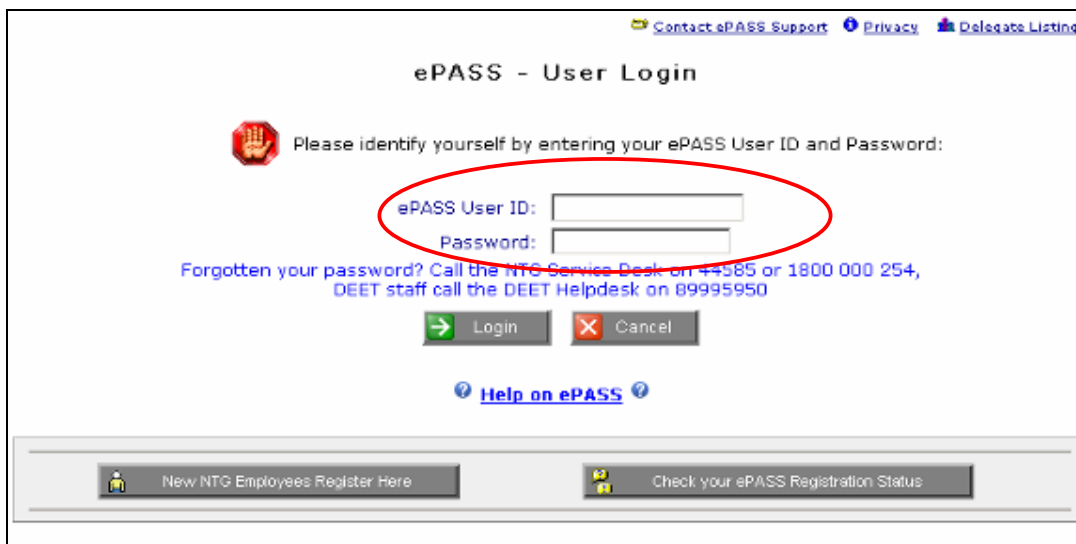 Contact ePASS Support Privacy Delegate Listing
ePASS - User Login
Please identify yourself by entering your ePASS User ID and Password:
ePASS User ID:
Password:
Forgotten your password? Call the NTG Service Desk on 44585 or 1800 000 254,
DEET staff call the DEET Helpdesk on 89995950
Login Cancel
Help on ePASS
New NTG Employees Register Here Check your ePASS Registration Status